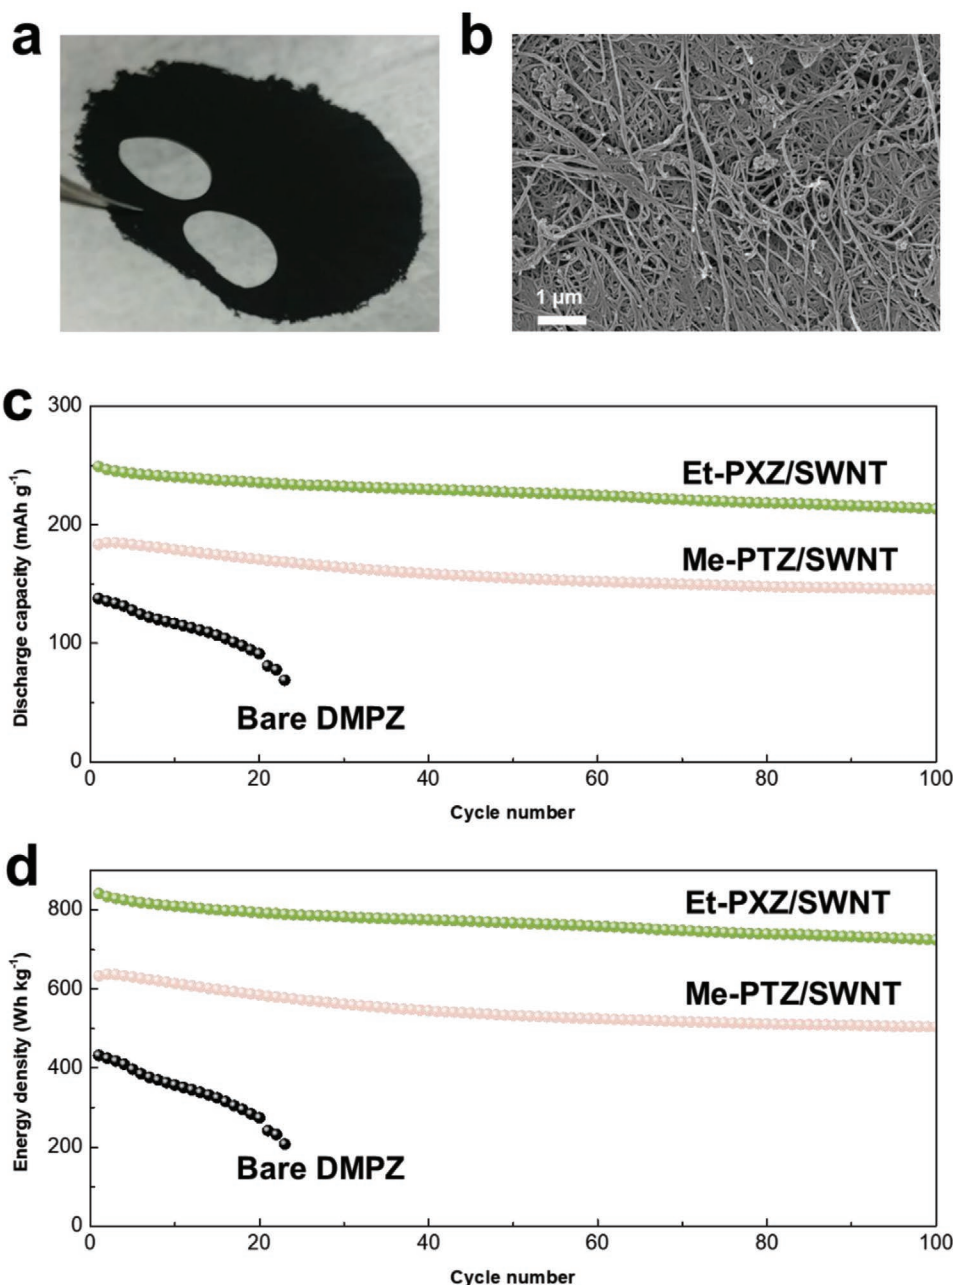 a
b
1 μm
c
300
200
100
0
Discharge capacity (mAh g⁻¹)
Et-PXZ/SWNT
Me-PTZ/SWNT
Bare DMPZ
0 20 40 60 80 100
Cycle number
d
800
600
400
200
0
Energy density (Wh kg⁻¹)
Et-PXZ/SWNT
Me-PTZ/SWNT
Bare DMPZ
0 20 40 60 80 100
Cycle number